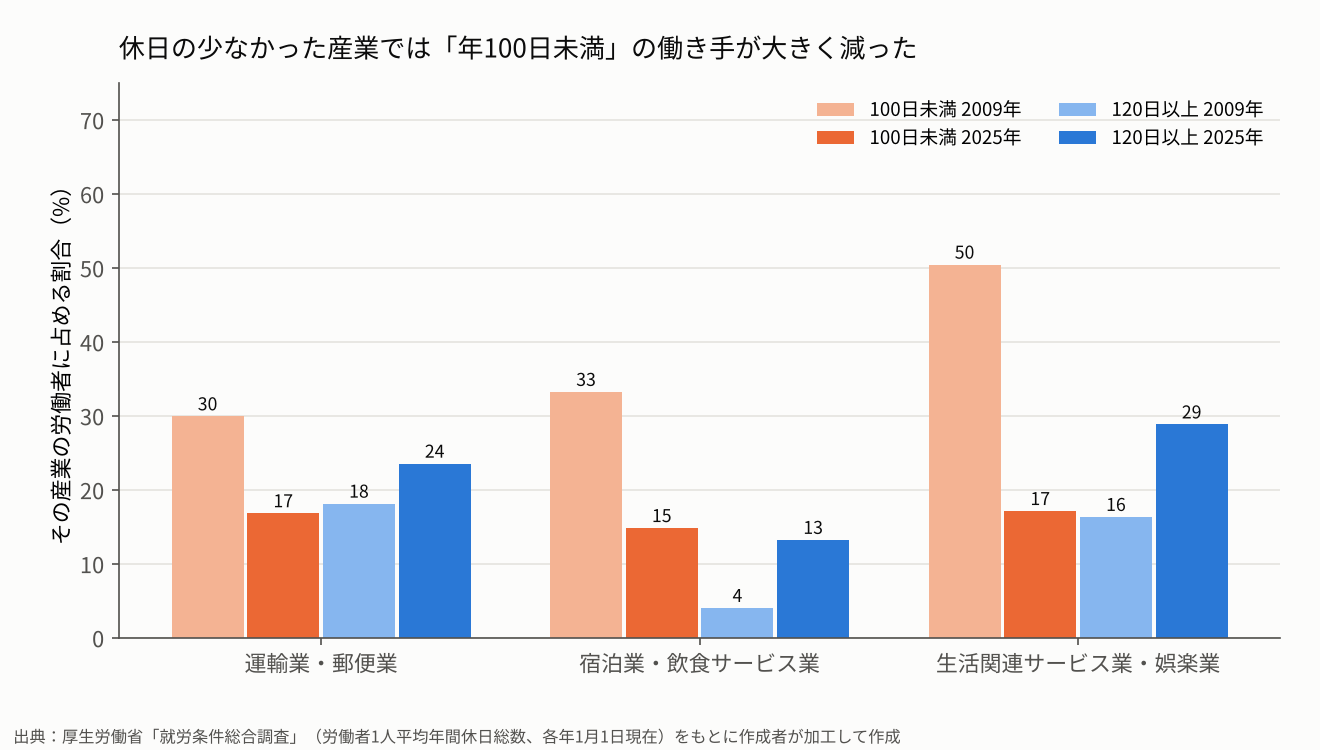 休日の少なかった産業では「年100日未満」の働き手が大きく減った
100日未満 2009年
100日未満 2025年
120日以上 2009年
120日以上 2025年
その産業の労働者に占める割合（%）
70
60
50
40
30
20
10
0
30
17
18
24
33
15
4
13
50
17
16
29
運輸業・郵便業
宿泊業・飲食サービス業
生活関連サービス業・娯楽業
出典：厚生労働省「就労条件総合調査」（労働者1人平均年間休日総数、各年1月1日現在）をもとに作成者が加工して作成